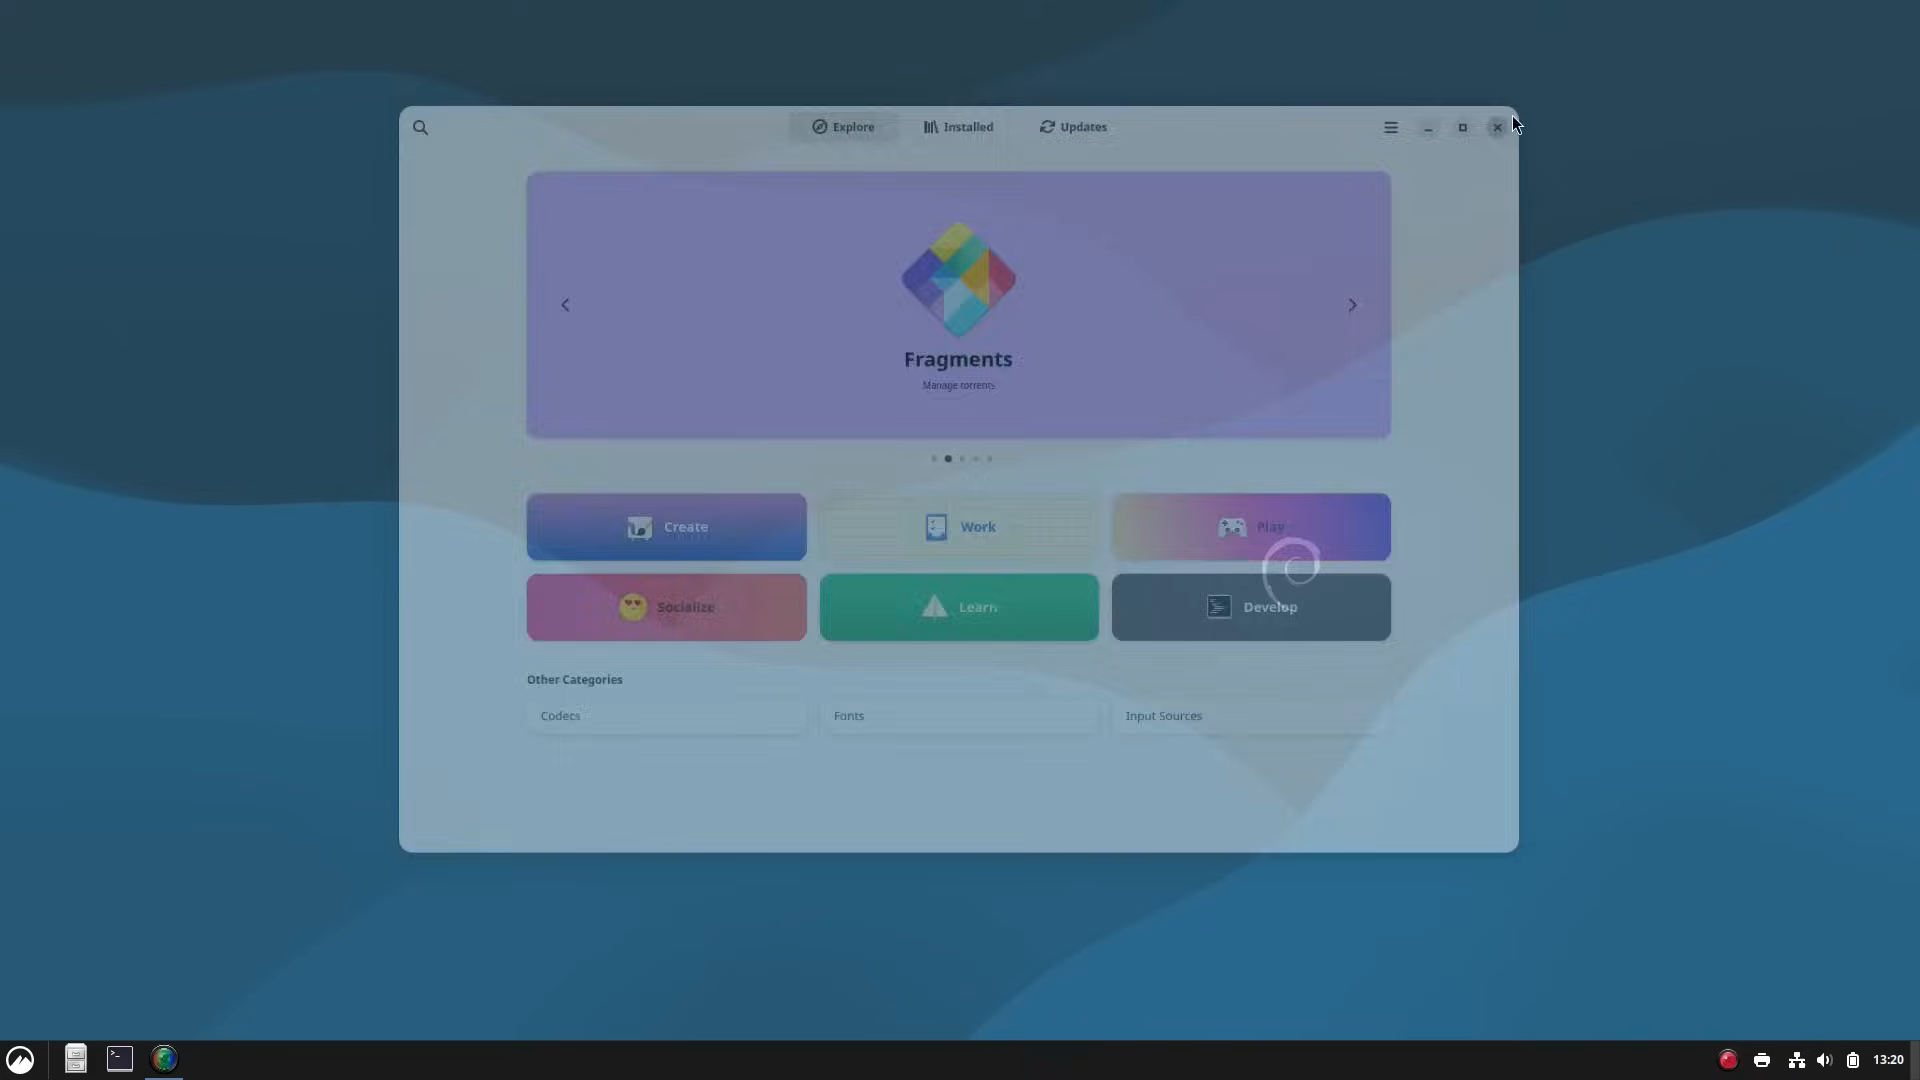 Explore
Installed
Updates
Fragments
Manage torrents
Create
Work
Play
Socialize
Learn
Develop
Other Categories
Codecs
Fonts
Input Sources
13:20